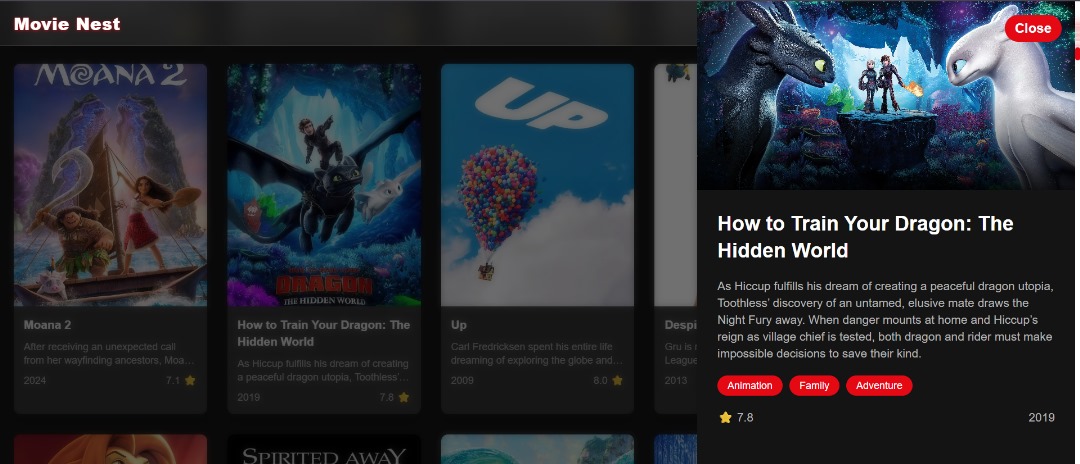 Movie Nest
MOANA 2
2
Moana 2
After receiving an unexpected call
from her wayfinding ancestors, Moa...
2024
7.1
DRAGON
THE HIDDEN WORLD
How to Train Your Dragon: The
Hidden World
As Hiccup fulfills his dream of creating
a peaceful dragon utopia, Toothless'...
2019
7.8
UP
Up
Carl Fredricksen spent his entire life
dreaming of exploring the globe and...
2009
8.0
Despi
Gru is
League
2013
SPIRITED AWAY
Close
How to Train Your Dragon: The
Hidden World
As Hiccup fulfills his dream of creating a peaceful dragon utopia,
Toothless' discovery of an untamed, elusive mate draws the
Night Fury away. When danger mounts at home and Hiccup's
reign as village chief is tested, both dragon and rider must make
impossible decisions to save their kind.
Animation
Family
Adventure
7.8
2019